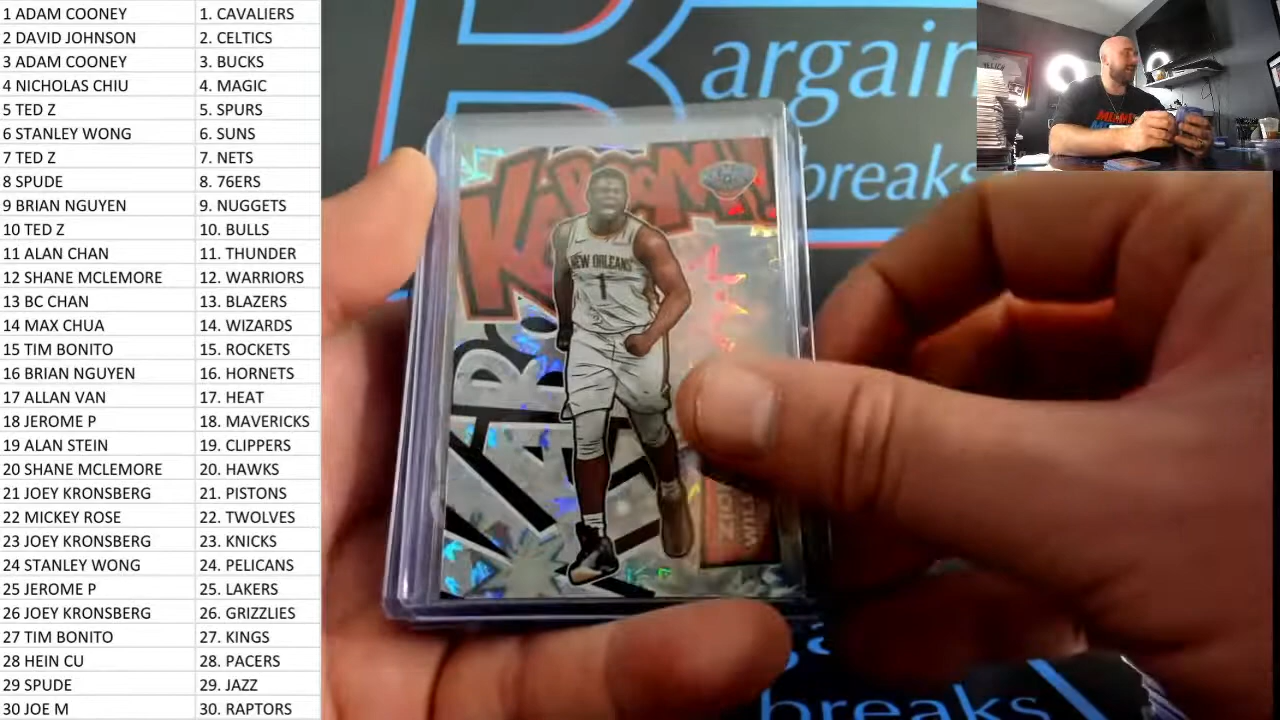 1 ADAM COONEY 1. CAVALIERS
2 DAVID JOHNSON 2. CELTICS
3 ADAM COONEY 3. BUCKS
4 NICHOLAS CHIU 4. MAGIC
5 TED Z 5. SPURS
6 STANLEY WONG 6. SUNS
7 TED Z 7. NETS
8 SPUDE 8. 76ERS
9 BRIAN NGUYEN 9. NUGGETS
10 TED Z 10. BULLS
11 ALAN CHAN 11. THUNDER
12 SHANE MCLEMORE 12. WARRIORS
13 BC CHAN 13. BLAZERS
14 MAX CHUA 14. WIZARDS
15 TIM BONITO 15. ROCKETS
16 BRIAN NGUYEN 16. HORNETS
17 ALLAN VAN 17. HEAT
18 JEROME P 18. MAVERICKS
19 ALAN STEIN 19. CLIPPERS
20 SHANE MCLEMORE 20. HAWKS
21 JOEY KRONSBERG 21. PISTONS
22 MICKEY ROSE 22. TWOLVES
23 JOEY KRONSBERG 23. KNICKS
24 STANLEY WONG 24. PELICANS
25 JEROME P 25. LAKERS
26 JOEY KRONSBERG 26. GRIZZLIES
27 TIM BONITO 27. KINGS
28 HEIN CU 28. PACERS
29 SPUDE 29. JAZZ
30 JOE M 30. RAPTORS
Bargain
breaks
KABOOM!
NEW ORLEANS
1
breaks